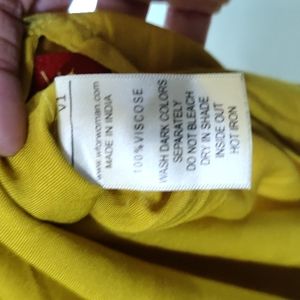 V1
www.wforwoman.com
MADE IN INDIA
100%VISCOSE
WASH DARK COLORS
SEPARATELY
DO NOT BLEACH
DRY IN SHADE
INSIDE OUT
HOT IRON